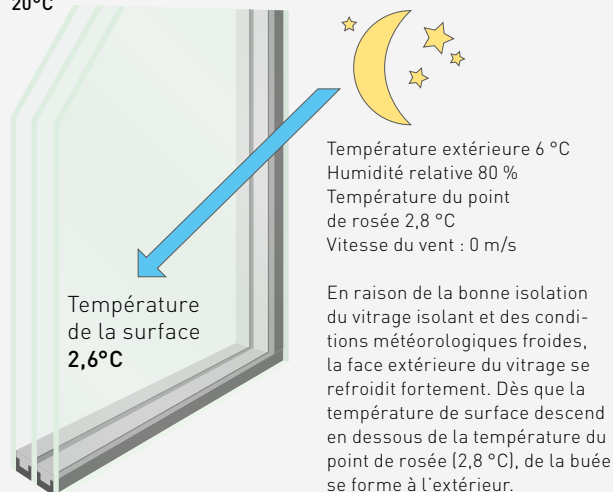 20°C
Température extérieure 6 °C
Humidité relative 80 %
Température du point
de rosée 2,8 °C
Vitesse du vent : 0 m/s
Température
de la surface
2,6°C
En raison de la bonne isolation
du vitrage isolant et des condi-
tions météorologiques froides,
la face extérieure du vitrage se
refroidit fortement. Dès que la
température de surface descend
en dessous de la température du
point de rosée (2,8 °C), de la buée
se forme à l'extérieur.